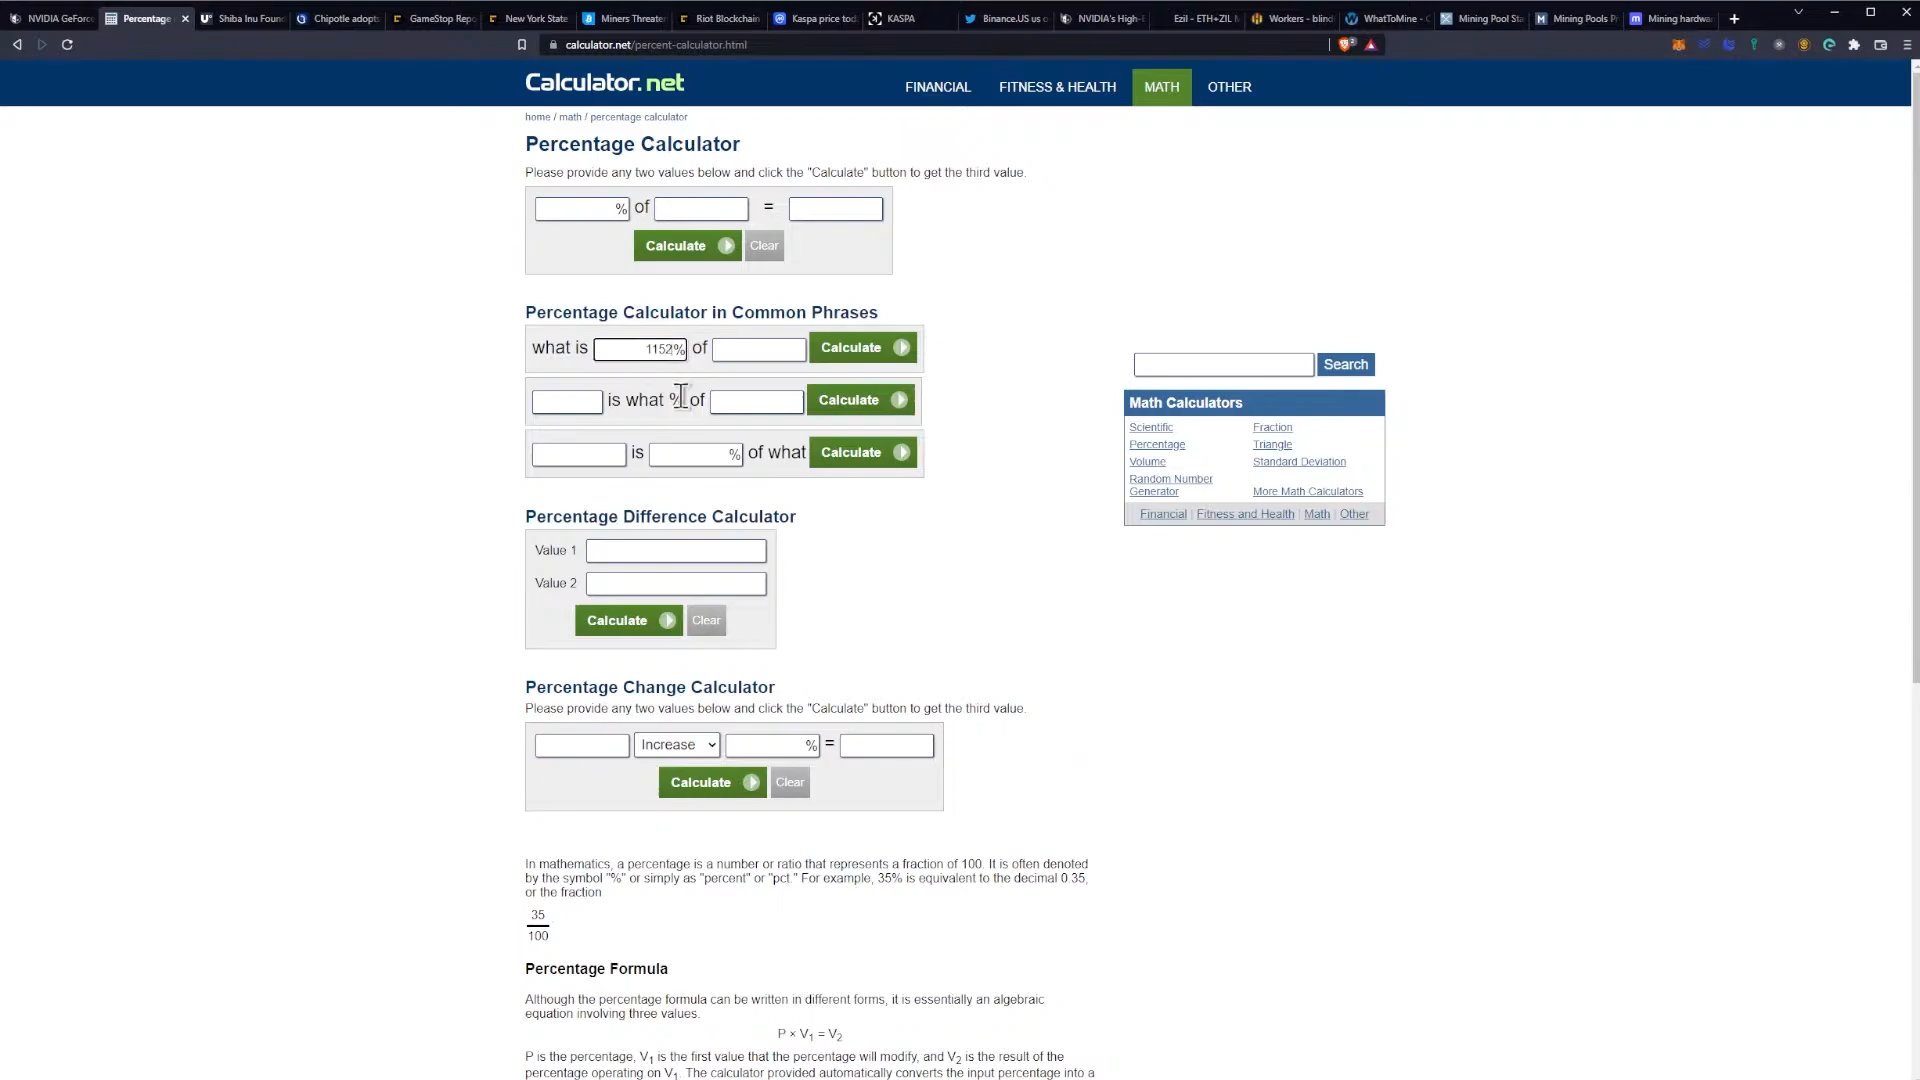 NVIDIA GeFor
Percentage
Shiba Inu Foun
Chipotle adopts
GameStop Repo
New York State
Miners Threate
Riot Blockchain
Kaspa price tod
KASPA
Binance.US us o
NVIDIA's High-
Ezil - ETH+ZIL
Workers - blind
WhatToMine -
Mining Pool Sta
Mining Pools P
Mining hardwa
calculator.net/percent-calculator.html
Calculator.net
FINANCIAL
FITNESS & HEALTH
MATH
OTHER
home / math / percentage calculator
Percentage Calculator
Please provide any two values below and click the "Calculate" button to get the third value.
% of =
Calculate
Clear
Percentage Calculator in Common Phrases
what is 1152% of Calculate
is what % of Calculate
is % of what Calculate
Search
Math Calculators
Scientific
Fraction
Percentage
Triangle
Volume
Standard Deviation
Random Number
Generator
More Math Calculators
Financial | Fitness and Health | Math | Other
Percentage Difference Calculator
Value 1
Value 2
Calculate
Clear
Percentage Change Calculator
Please provide any two values below and click the "Calculate" button to get the third value.
Increase % =
Calculate
Clear
In mathematics, a percentage is a number or ratio that represents a fraction of 100. It is often denoted
by the symbol "%" or simply as "percent" or "pct." For example, 35% is equivalent to the decimal 0.35,
or the fraction
35
100
Percentage Formula
Although the percentage formula can be written in different forms, it is essentially an algebraic
equation involving three values.
P × V1 = V2
P is the percentage, V1 is the first value that the percentage will modify, and V2 is the result of the
percentage operating on V1. The calculator provided automatically converts the input percentage into a